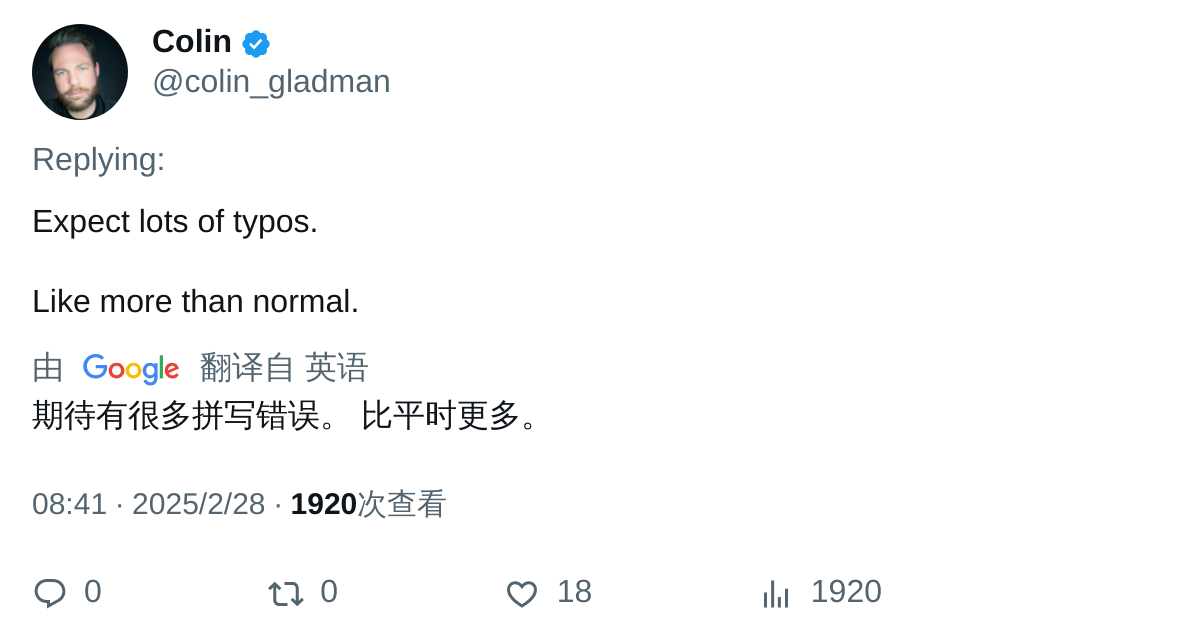 Colin
@colin_gladman
Replying:
Expect lots of typos.
Like more than normal.
由 Google 翻译自 英语
期待有很多拼写错误。 比平时更多。
08:41 · 2025/2/28 · 1920次查看
0 0 18 1920